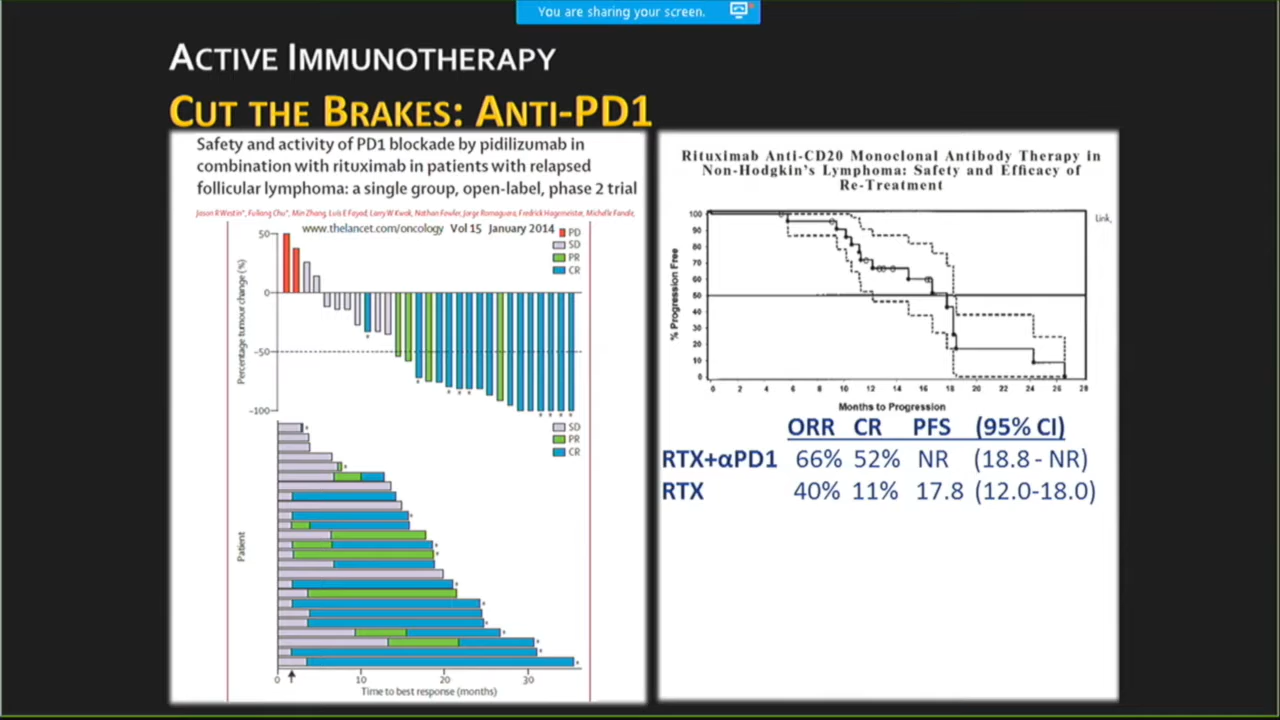 You are sharing your screen.
ACTIVE IMMUNOTHERAPY
CUT THE BRAKES: ANTI-PD1
Safety and activity of PD1 blockade by pidilizumab in
combination with rituximab in patients with relapsed
follicular lymphoma: a single group, open-label, phase 2 trial
Jason R Westin*, Fuliang Chu*, Min Zhang, Luis E Fayad, Larry W Kwak, Nathan Fowler, Jorge Romaguera, Fredrick Hagemeister, Michelle Fanale,
www.thelancet.com/oncology Vol 15 January 2014
PD
SD
PR
CR
Percentage tumour change (%)
50
0
-50
-100
SD
PR
CR
Patient
0 10 20 30
Time to best response (months)
Rituximab Anti-CD20 Monoclonal Antibody Therapy in
Non-Hodgkin's Lymphoma: Safety and Efficacy of
Re-Treatment
Link,
% Progression Free
100
90
80
70
60
50
40
30
20
10
0
0 2 4 6 8 10 12 14 16 18 20 22 24 26 28
Months to Progression
ORR CR PFS (95% CI)
RTX+αPD1 66% 52% NR (18.8 - NR)
RTX 40% 11% 17.8 (12.0-18.0)